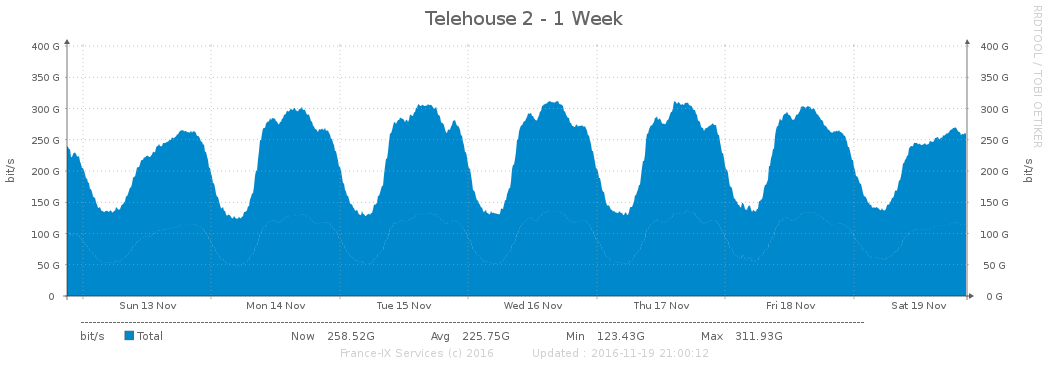 Telehouse 2 - 1 Week
RRDTOOL / TOBI OETIKER
400 G 400 G
350 G 350 G
300 G 300 G
250 G 250 G
200 G 200 G
150 G 150 G
100 G 100 G
50 G 50 G
0 0 G
bit/s
bit/s
Sun 13 Nov Mon 14 Nov Tue 15 Nov Wed 16 Nov Thu 17 Nov Fri 18 Nov Sat 19 Nov
bit/s Total Now 258.52G Avg 225.75G Min 123.43G Max 311.93G
France-IX Services (c) 2016 Updated : 2016-11-19 21:00:12